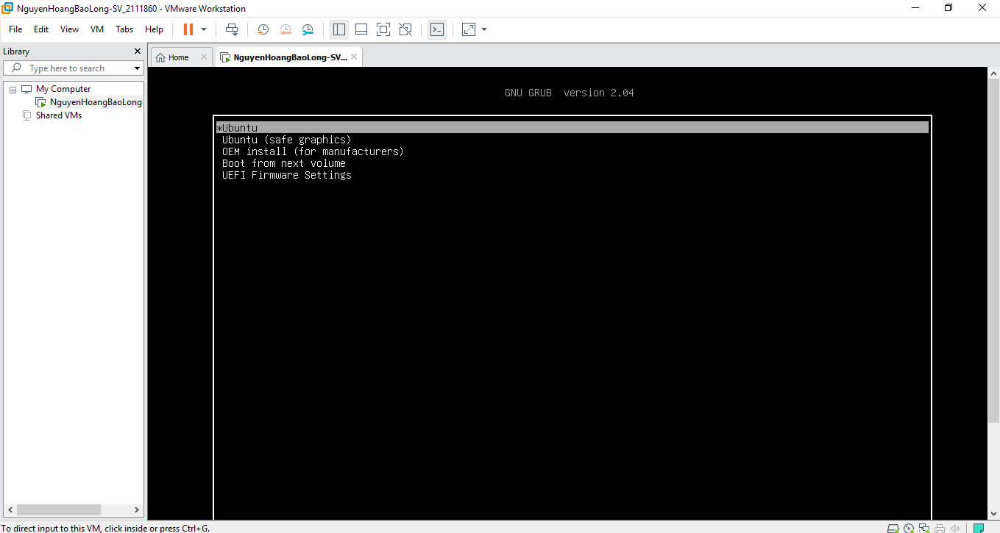 NguyenHoangBaoLong-SV_2111860 - VMware Workstation
File Edit View VM Tabs Help
Library
Type here to search
My Computer
NguyenHoangBaoLong
Shared VMs
Home
NguyenHoangBaoLong-SV...
GNU GRUB version 2.04
*Ubuntu
Ubuntu (safe graphics)
OEM install (for manufacturers)
Boot from next volume
UEFI Firmware Settings
To direct input to this VM, click inside or press Ctrl+G.